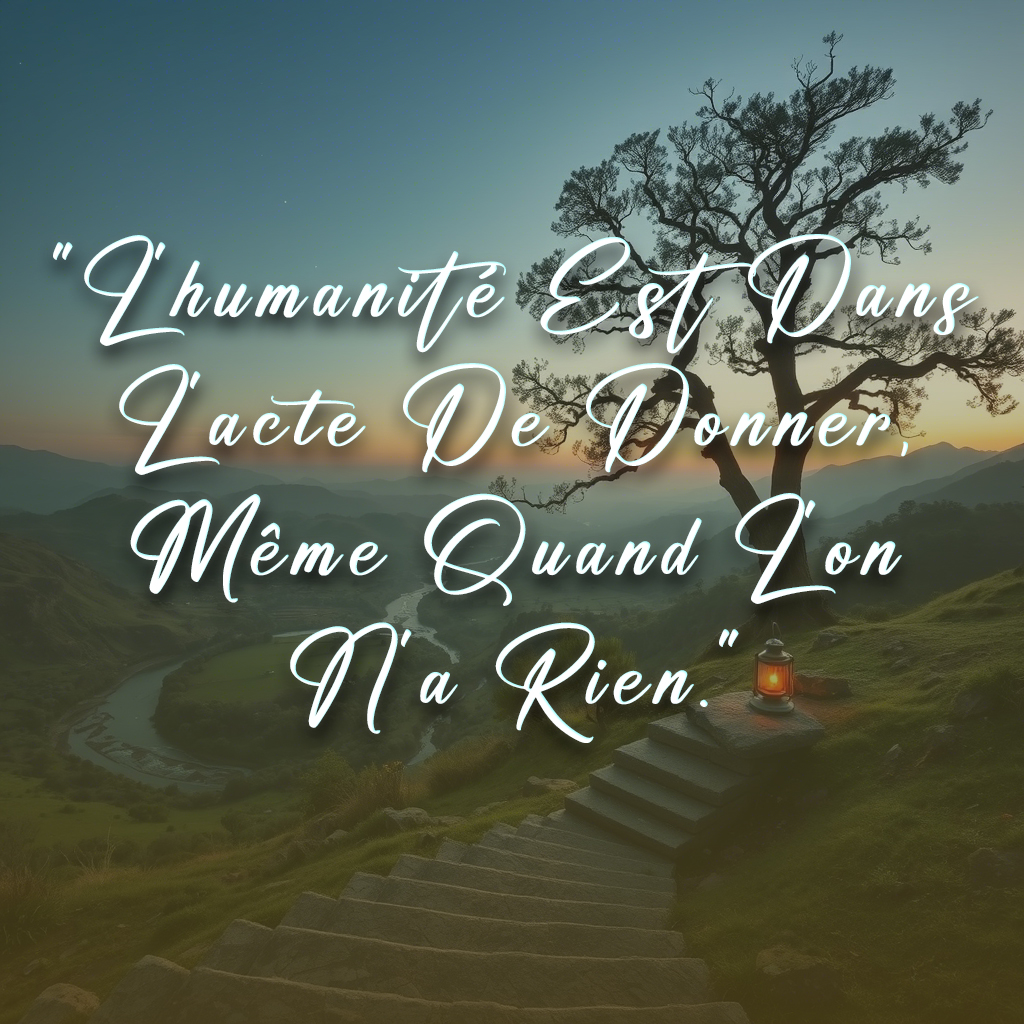 "L'humanité Est Dans
L'acte De Donner,
Même Quand L'on
N'a Rien."